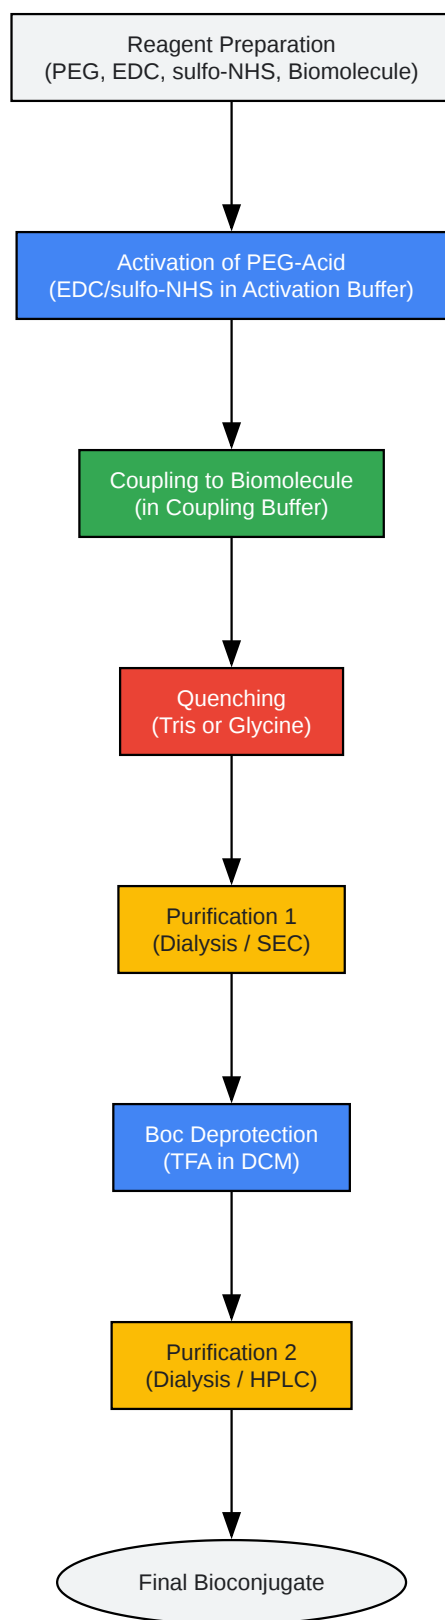 Reagent Preparation
(PEG, EDC, sulfo-NHS, Biomolecule)
Activation of PEG-Acid
(EDC/sulfo-NHS in Activation Buffer)
Coupling to Biomolecule
(in Coupling Buffer)
Quenching
(Tris or Glycine)
Purification 1
(Dialysis / SEC)
Boc Deprotection
(TFA in DCM)
Purification 2
(Dialysis / HPLC)
Final Bioconjugate